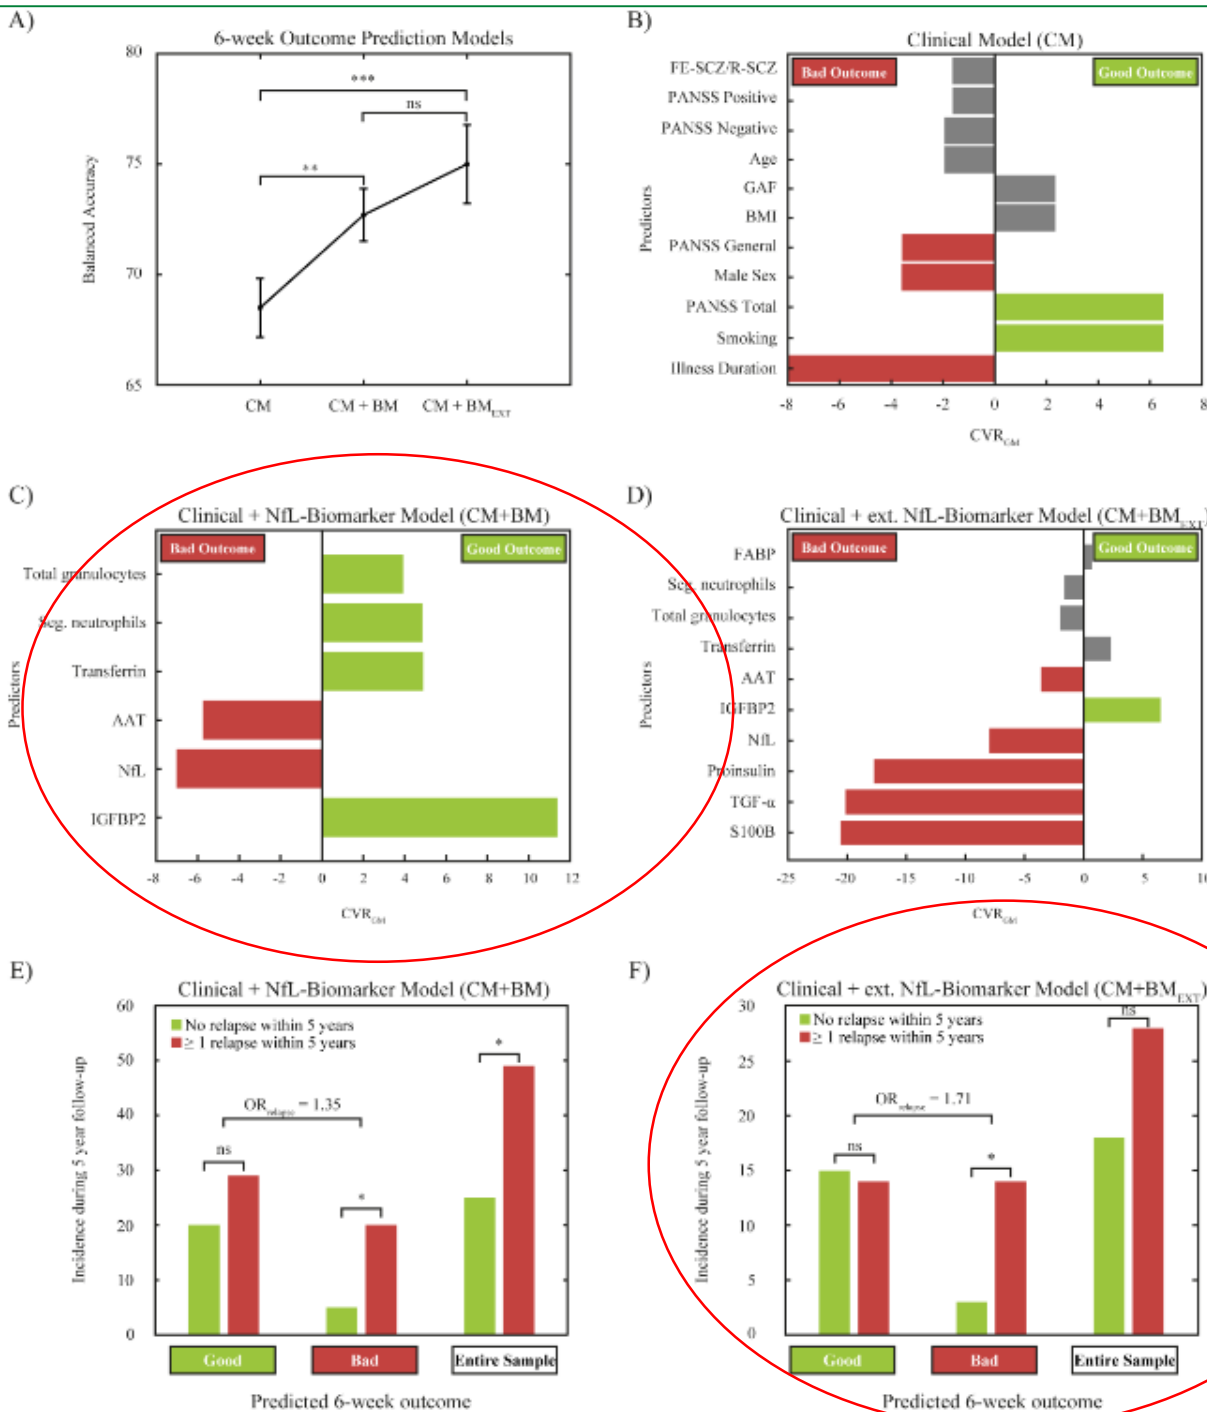 A)
6-week Outcome Prediction Models
80
75
70
65
Balanced Accuracy
***
ns
**
CM
CM + BM
CM + BM_EXT
B)
Clinical Model (CM)
Bad Outcome
Good Outcome
Predictors
FE-SCZ/R-SCZ
PANSS Positive
PANSS Negative
Age
GAF
BMI
PANSS General
Male Sex
PANSS Total
Smoking
Illness Duration
-8 -6 -4 -2 0 2 4 6 8
CVR_GM
C)
Clinical + NfL-Biomarker Model (CM+BM)
Bad Outcome
Good Outcome
Predictors
Total granulocytes
Seg. neutrophils
Transferrin
AAT
NfL
IGFBP2
-8 -6 -4 -2 0 2 4 6 8 10 12
CVR_GM
D)
Clinical + ext. NfL-Biomarker Model (CM+BM_EXT)
Bad Outcome
Good Outcome
Predictors
FABP
Seg. neutrophils
Total granulocytes
Transferrin
AAT
IGFBP2
NfL
Proinsulin
TGF-α
S100B
-25 -20 -15 -10 -5 0 5 10
CVR_GM
E)
Clinical + NfL-Biomarker Model (CM+BM)
Incidence during 5 year follow-up
60
50
40
30
20
10
0
No relapse within 5 years
≥ 1 relapse within 5 years
*
OR_relapse = 1.35
ns
*
Good
Bad
Entire Sample
Predicted 6-week outcome
F)
Clinical + ext. NfL-Biomarker Model (CM+BM_EXT)
Incidence during 5 year follow-up
30
25
20
15
10
5
0
No relapse within 5 years
≥ 1 relapse within 5 years
ns
OR_relapse = 1.71
ns
*
Good
Bad
Entire Sample
Predicted 6-week outcome